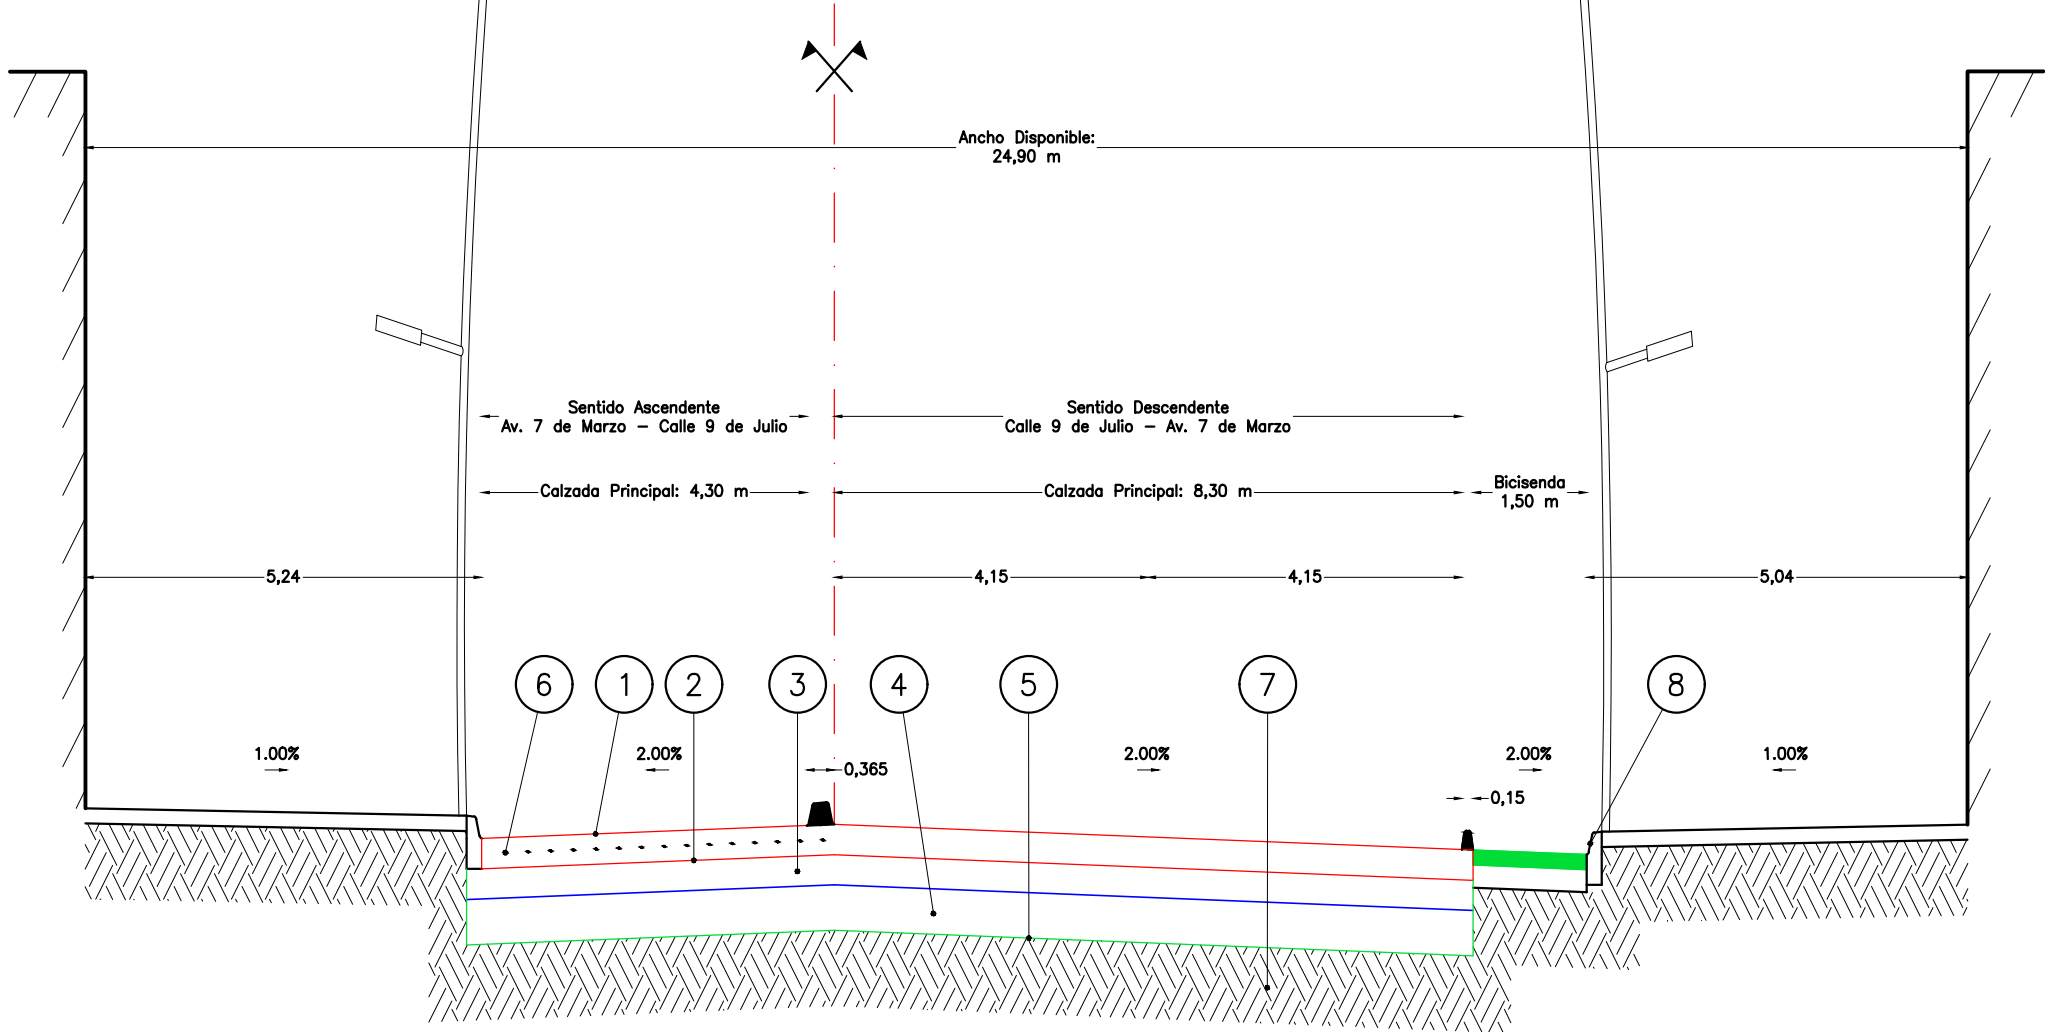 Ancho Disponible:
24,90 m
Sentido Ascendente
Av. 7 de Marzo - Calle 9 de Julio
Sentido Descendente
Calle 9 de Julio - Av. 7 de Marzo
Calzada Principal: 4,30 m
Calzada Principal: 8,30 m
Bicisenda
1,50 m
5,24
4,15
4,15
5,04
6
1
2
3
4
5
7
8
1.00%
2.00%
2.00%
2.00%
1.00%
0,365
0,15